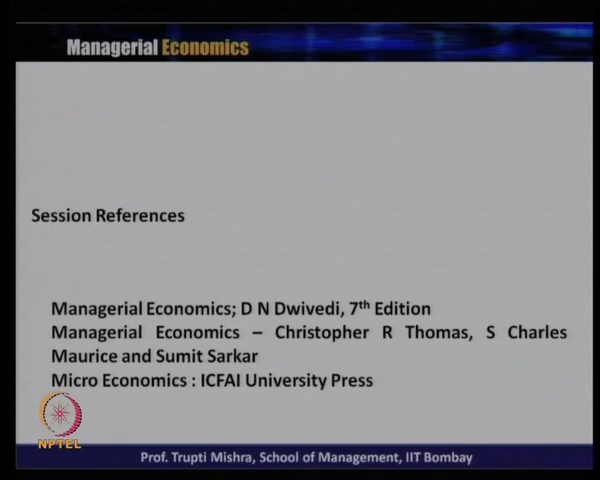 Managerial Economics
Session References
Managerial Economics; D N Dwivedi, 7th Edition
Managerial Economics – Christopher R Thomas, S Charles
Maurice and Sumit Sarkar
Micro Economics : ICFAI University Press
NPTEL
Prof. Trupti Mishra, School of Management, IIT Bombay